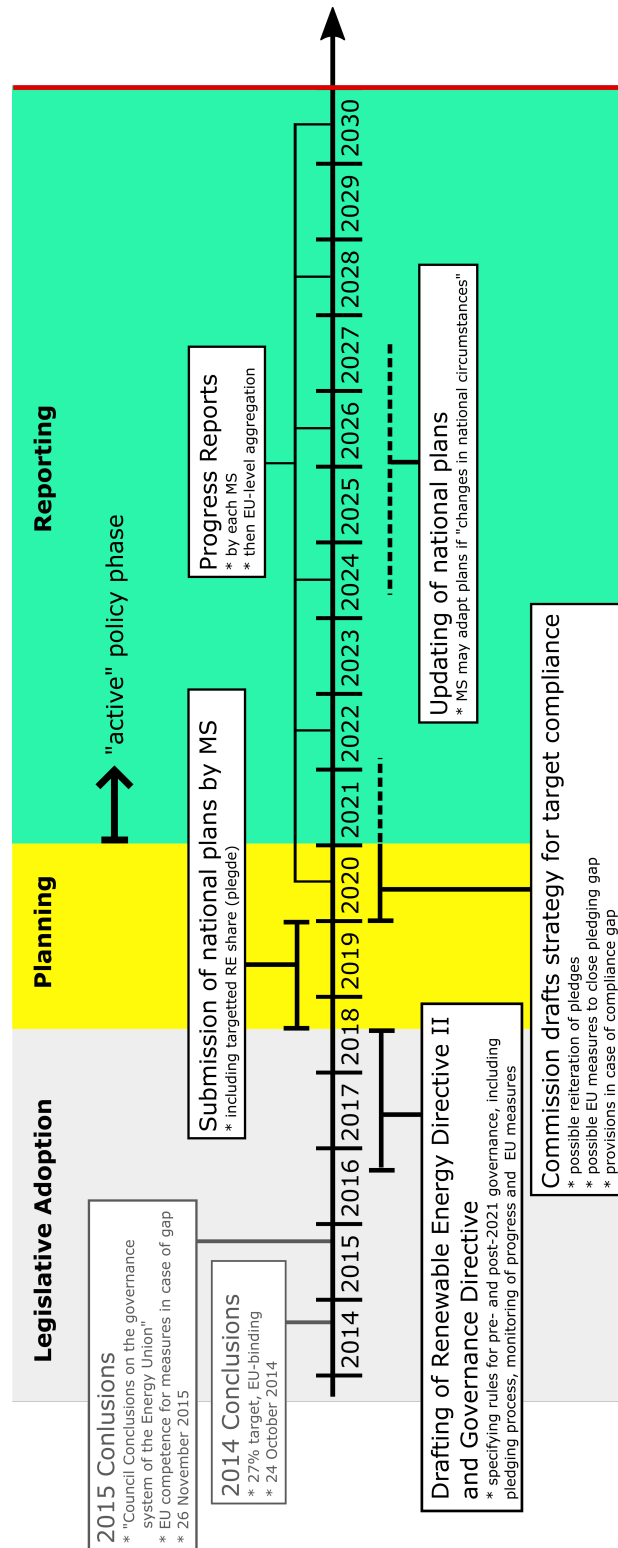 Legislative Adoption
Planning
Reporting
"active" policy phase
2015 Conlusions
* "Council Conclusions on the governance
system of the Energy Union"
* EU competence for measures in case of gap
* 26 November 2015
2014 Conclusions
* 27% target, EU-binding
* 24 October 2014
Submission of national plans by MS
* including targetted RE share (plegde)
Progress Reports
* by each MS
* then EU-level aggregation
2014
2015
2016
2017
2018
2019
2020
2021
2022
2023
2024
2025
2026
2027
2028
2029
2030
Drafting of Renewable Energy Directive II
and Governance Directive
* specifying rules for pre- and post-2021 governance, including
pledging process, monitoring of progress and EU measures
Updating of national plans
* MS may adapt plans if "changes in national circumstances"
Commission drafts strategy for target compliance
* possible reiteration of pledges
* possible EU measures to close pledging gap
* provisions in case of compliance gap